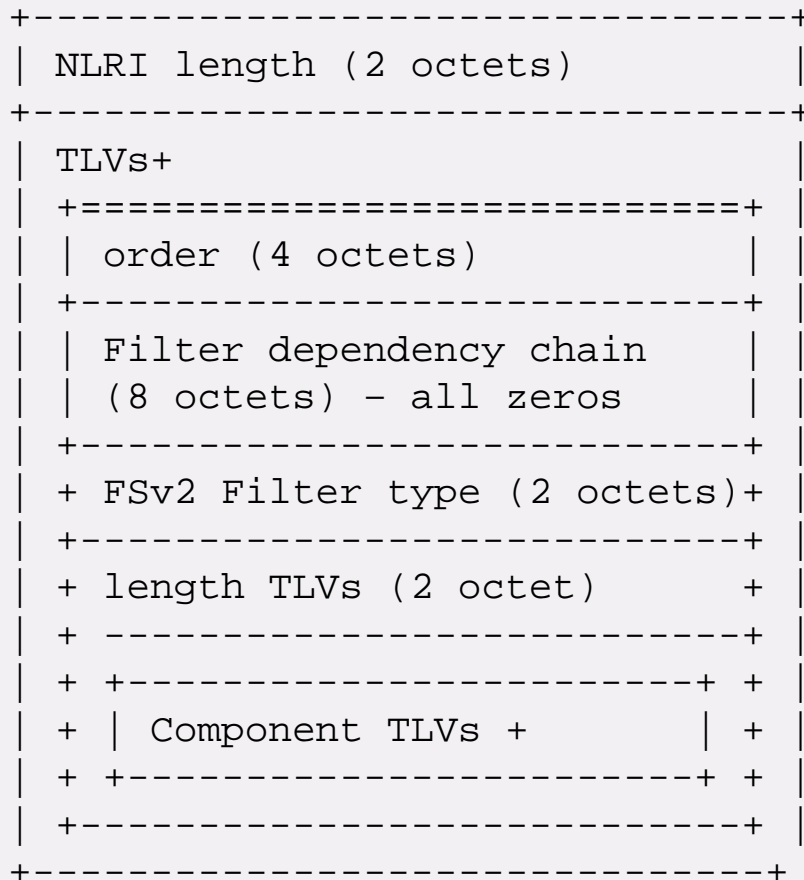 +--------------------------------+
| NLRI length (2 octets)         |
+--------------------------------+
| TLVs+                          |
| +============================+ |
| | order (4 octets)           | |
| +----------------------------+ |
| | Filter dependency chain    | |
| | (8 octets) - all zeros     | |
| +----------------------------+ |
| + FSv2 Filter type (2 octets)+ |
| +----------------------------+ |
| + length TLVs (2 octet)      + |
| + ---------------------------+ |
| + +------------------------+ + |
| + | Component TLVs +       | + |
| + +------------------------+ + |
| +----------------------------+ |
+-------------------------------+